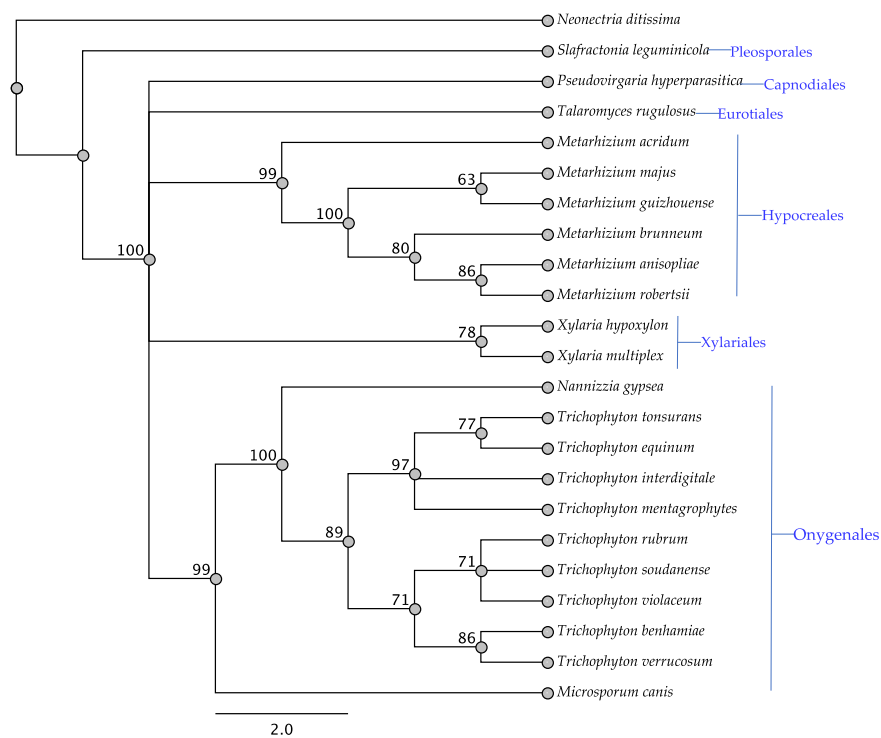 Neonectria ditissima
Slafractonia leguminicola Pleosporales
Pseudovirgaria hyperparasitica Capnodiales
Talaromyces rugulosus Eurotiales
Metarhizium acridum
99
Metarhizium majus
63
Metarhizium guizhouense
100
Hypocreales
Metarhizium brunneum
80
100
Metarhizium anisopliae
86
Metarhizium robertsii
Xylaria hypoxylon
78
Xylariales
Xylaria multiplex
Nannizzia gypsea
Trichophyton tonsurans
77
Trichophyton equinum
100
97
Trichophyton interdigitale
Trichophyton mentagrophytes
89
Onygenales
Trichophyton rubrum
71
Trichophyton soudanense
99
Trichophyton violaceum
71
Trichophyton benhamiae
86
Trichophyton verrucosum
Microsporum canis
2.0